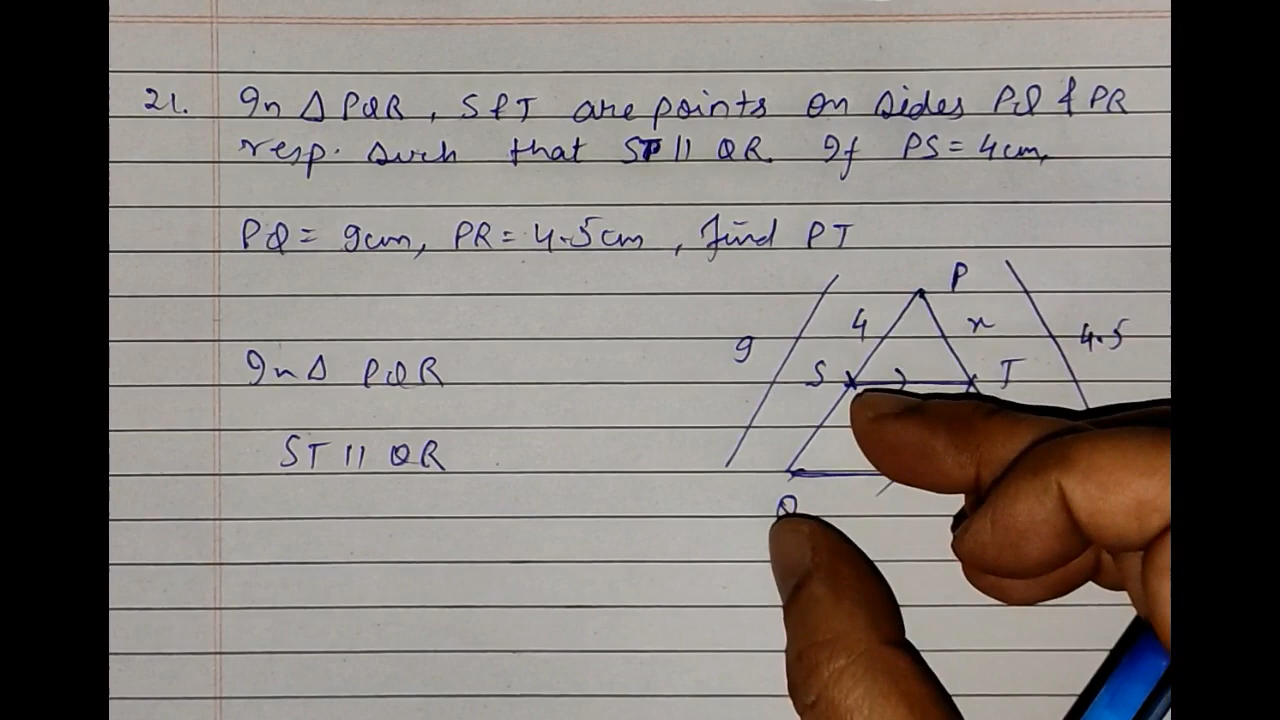 21. In Δ PQR, S & T are points on sides PQ & PR
resp. such that ST || QR. If PS = 4cm,
PQ = 9cm, PR = 4.5cm, find PT
P
4
x
9
4.5
In Δ PQR
S
T
ST || QR
Q